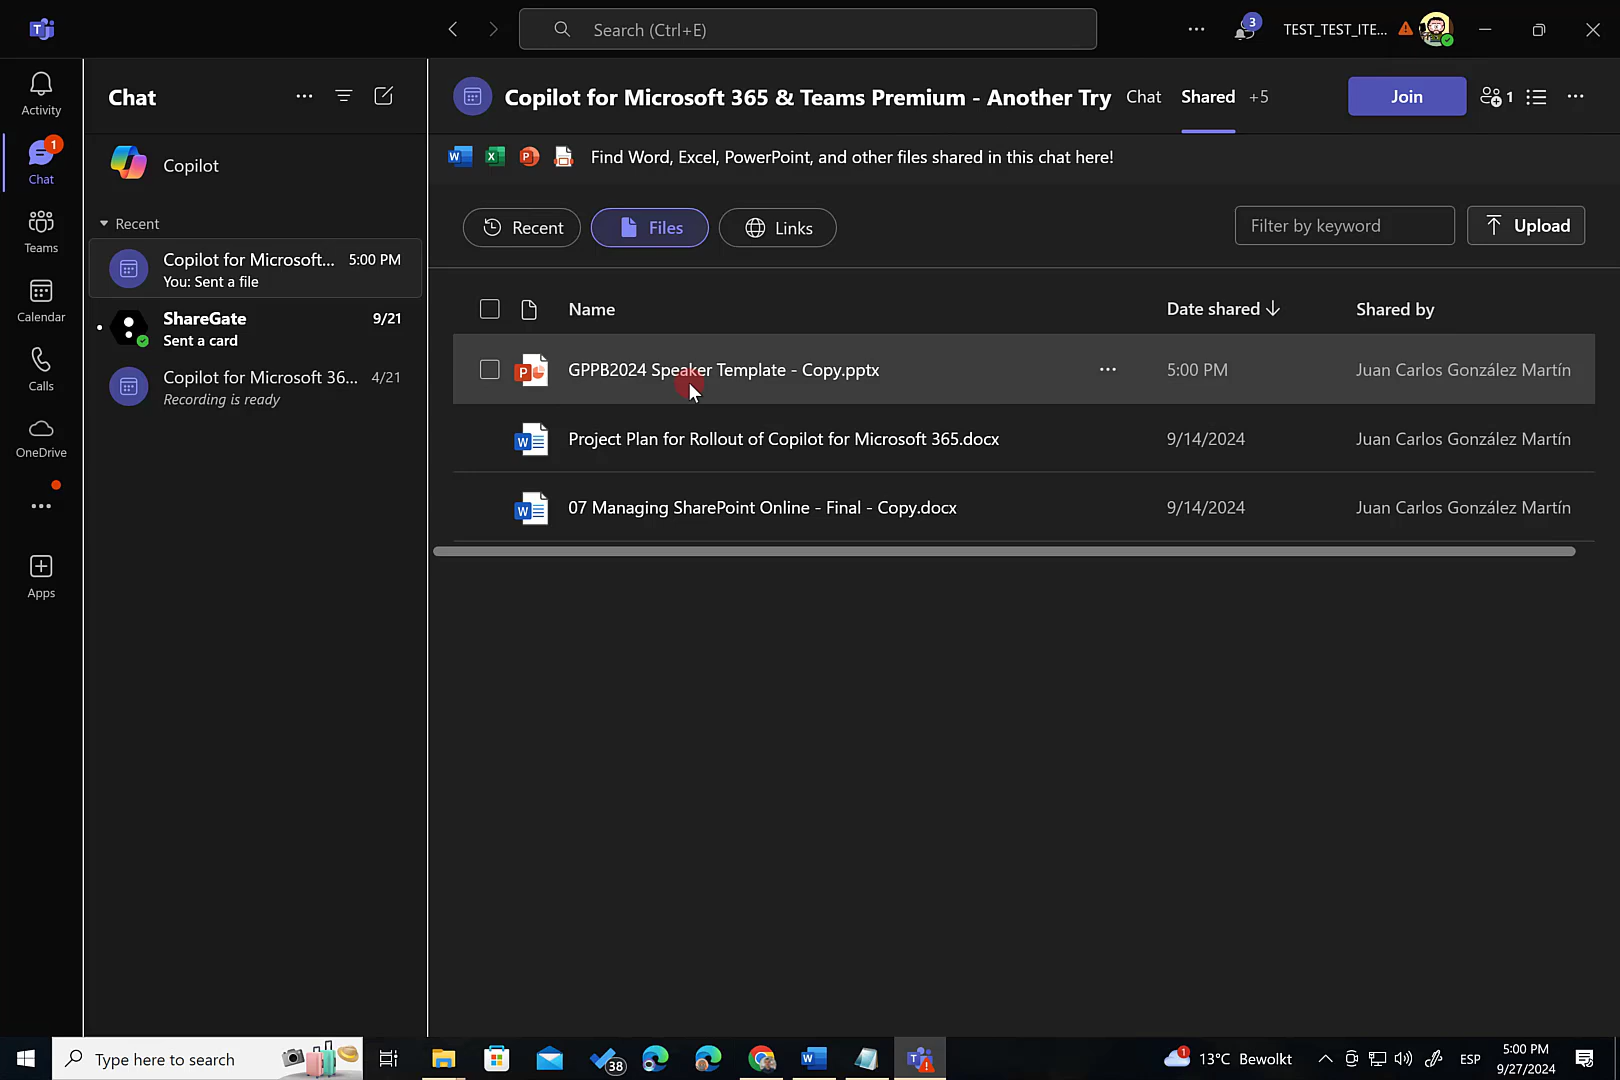 Search (Ctrl+E)
3
TEST_TEST_ITE...
Activity
1
Chat
Teams
Calendar
Calls
OneDrive
Apps
Chat
Copilot
Recent
Copilot for Microsoft... 5:00 PM
You: Sent a file
ShareGate 9/21
Sent a card
Copilot for Microsoft 36... 4/21
Recording is ready
Copilot for Microsoft 365 & Teams Premium - Another Try Chat Shared +5
Join
1
Find Word, Excel, PowerPoint, and other files shared in this chat here!
Recent Files Links
Filter by keyword
Upload
Name Date shared Shared by
GPPB2024 Speaker Template - Copy.pptx 5:00 PM Juan Carlos González Martín
Project Plan for Rollout of Copilot for Microsoft 365.docx 9/14/2024 Juan Carlos González Martín
07 Managing SharePoint Online - Final - Copy.docx 9/14/2024 Juan Carlos González Martín
Type here to search
38
1
13°C Bewolkt
ESP
5:00 PM
9/27/2024